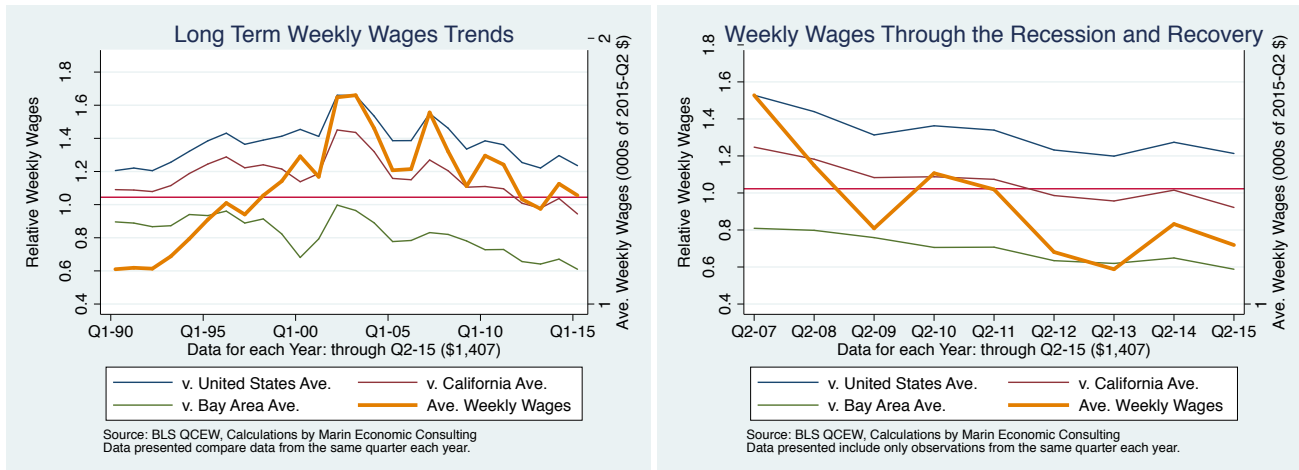 Long Term Weekly Wages Trends
Relative Weekly Wages
1.8
1.6
1.4
1.2
1.0
0.8
0.6
0.4
2
1
Ave. Weekly Wages (000s of 2015-Q2 $)
Q1-90 Q1-95 Q1-00 Q1-05 Q1-10 Q1-15
Data for each Year: through Q2-15 ($1,407)
v. United States Ave. v. California Ave.
v. Bay Area Ave. Ave. Weekly Wages
Source: BLS QCEW, Calculations by Marin Economic Consulting
Data presented compare data from the same quarter each year.
Weekly Wages Through the Recession and Recovery
Relative Weekly Wages
1.8
1.6
1.4
1.2
1.0
0.8
0.6
0.4
1
Ave. Weekly Wages (000s of 2015-Q2 $)
Q2-07 Q2-08 Q2-09 Q2-10 Q2-11 Q2-12 Q2-13 Q2-14 Q2-15
Data for each Year: through Q2-15 ($1,407)
v. United States Ave. v. California Ave.
v. Bay Area Ave. Ave. Weekly Wages
Source: BLS QCEW, Calculations by Marin Economic Consulting
Data presented include only observations from the same quarter each year.